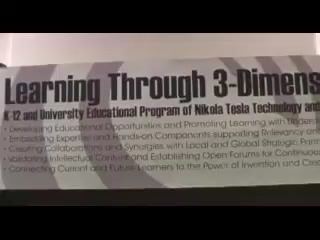 Learning Through 3-Dimens
K-12 and University Educational Program of Nikola Tesla Technology and
• Developing Educational Opportunities and Promoting Learning with
• Embedding Expertise and Hands-on Components supporting Relevancy and
• Creating Collaborations and Synergies with Local and Global Strategic Partn
• Validating Intellectual Content and Establishing Open Forums for Continuous
• Connecting Current and Future Learners to the Power of Invention and Crea